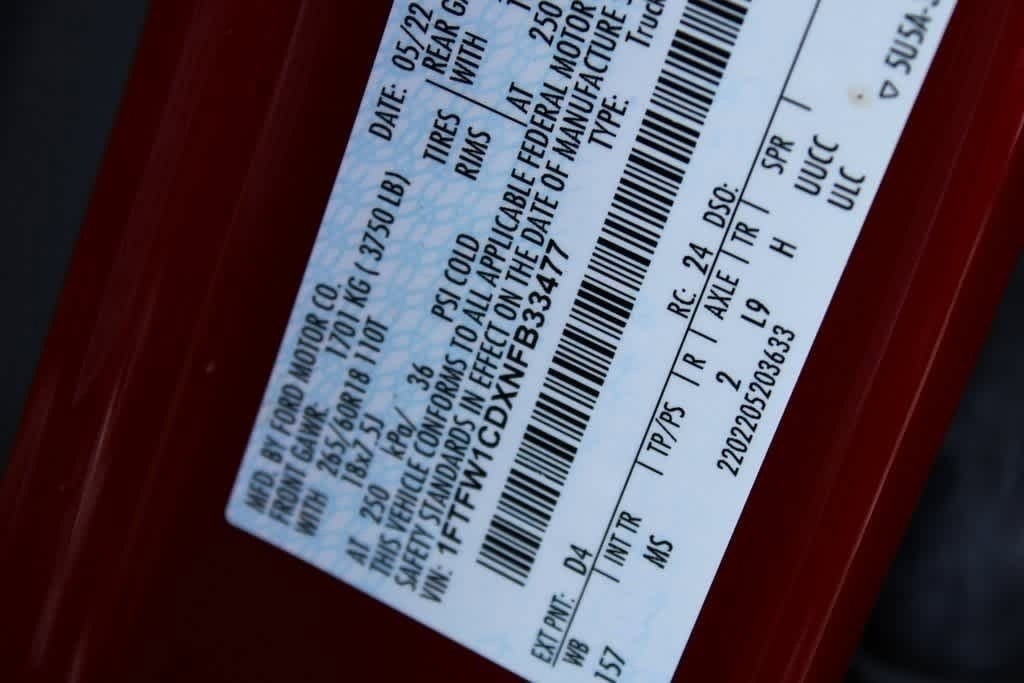 MFD. BY FORD MOTOR CO.
DATE: 05/22
FRONT GAWR: 1701 KG ( 3750 LB)
REAR
WITH 265/60R18 110T
TIRES
WITH
18x7.5J
RIMS
AT 250 kPa/ 36 PSI COLD
AT 250
THIS VEHICLE CONFORMS TO ALL APPLICABLE FEDERAL MOTOR
SAFETY STANDARDS IN EFFECT ON THE DATE OF MANUFACTURE
VIN: 1FTFW1CDXNFB33477
TYPE:
EXT PNT: D4
RC: 24 DSO:
WB | INT TR | TP/PS | R | AXLE | TR | SPR |
157 MS 2 L9 H UUCC
ULC
2202205203633
▽ 5U5A-